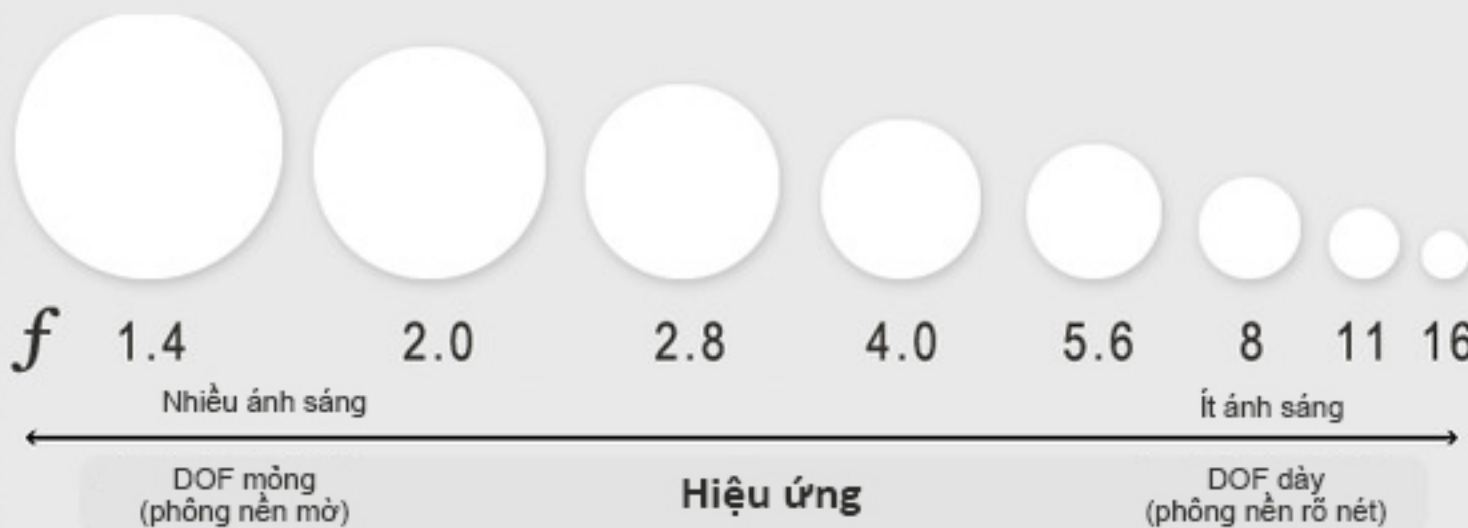 f 1.4 2.0 2.8 4.0 5.6 8 11 16
Nhiều ánh sáng Ít ánh sáng
DOF mỏng Hiệu ứng DOF dày
(phông nền mờ) (phông nền rõ nét)